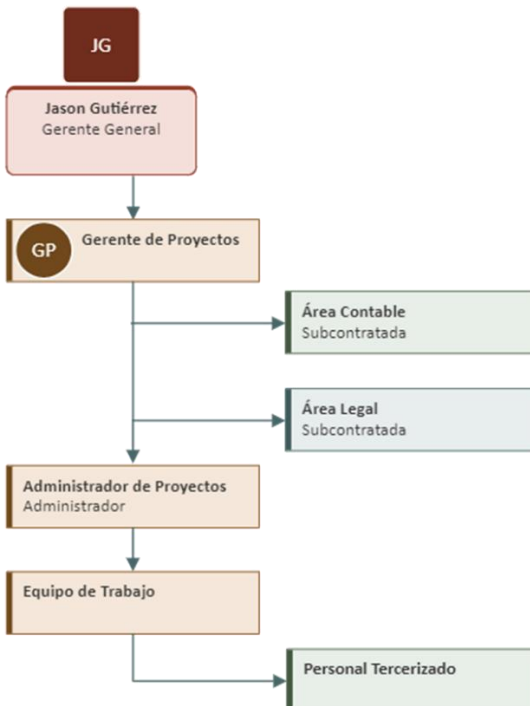 JG
Jason Gutiérrez
Gerente General
GP
Gerente de Proyectos
Área Contable
Subcontratada
Área Legal
Subcontratada
Administrador de Proyectos
Administrador
Equipo de Trabajo
Personal Tercerizado